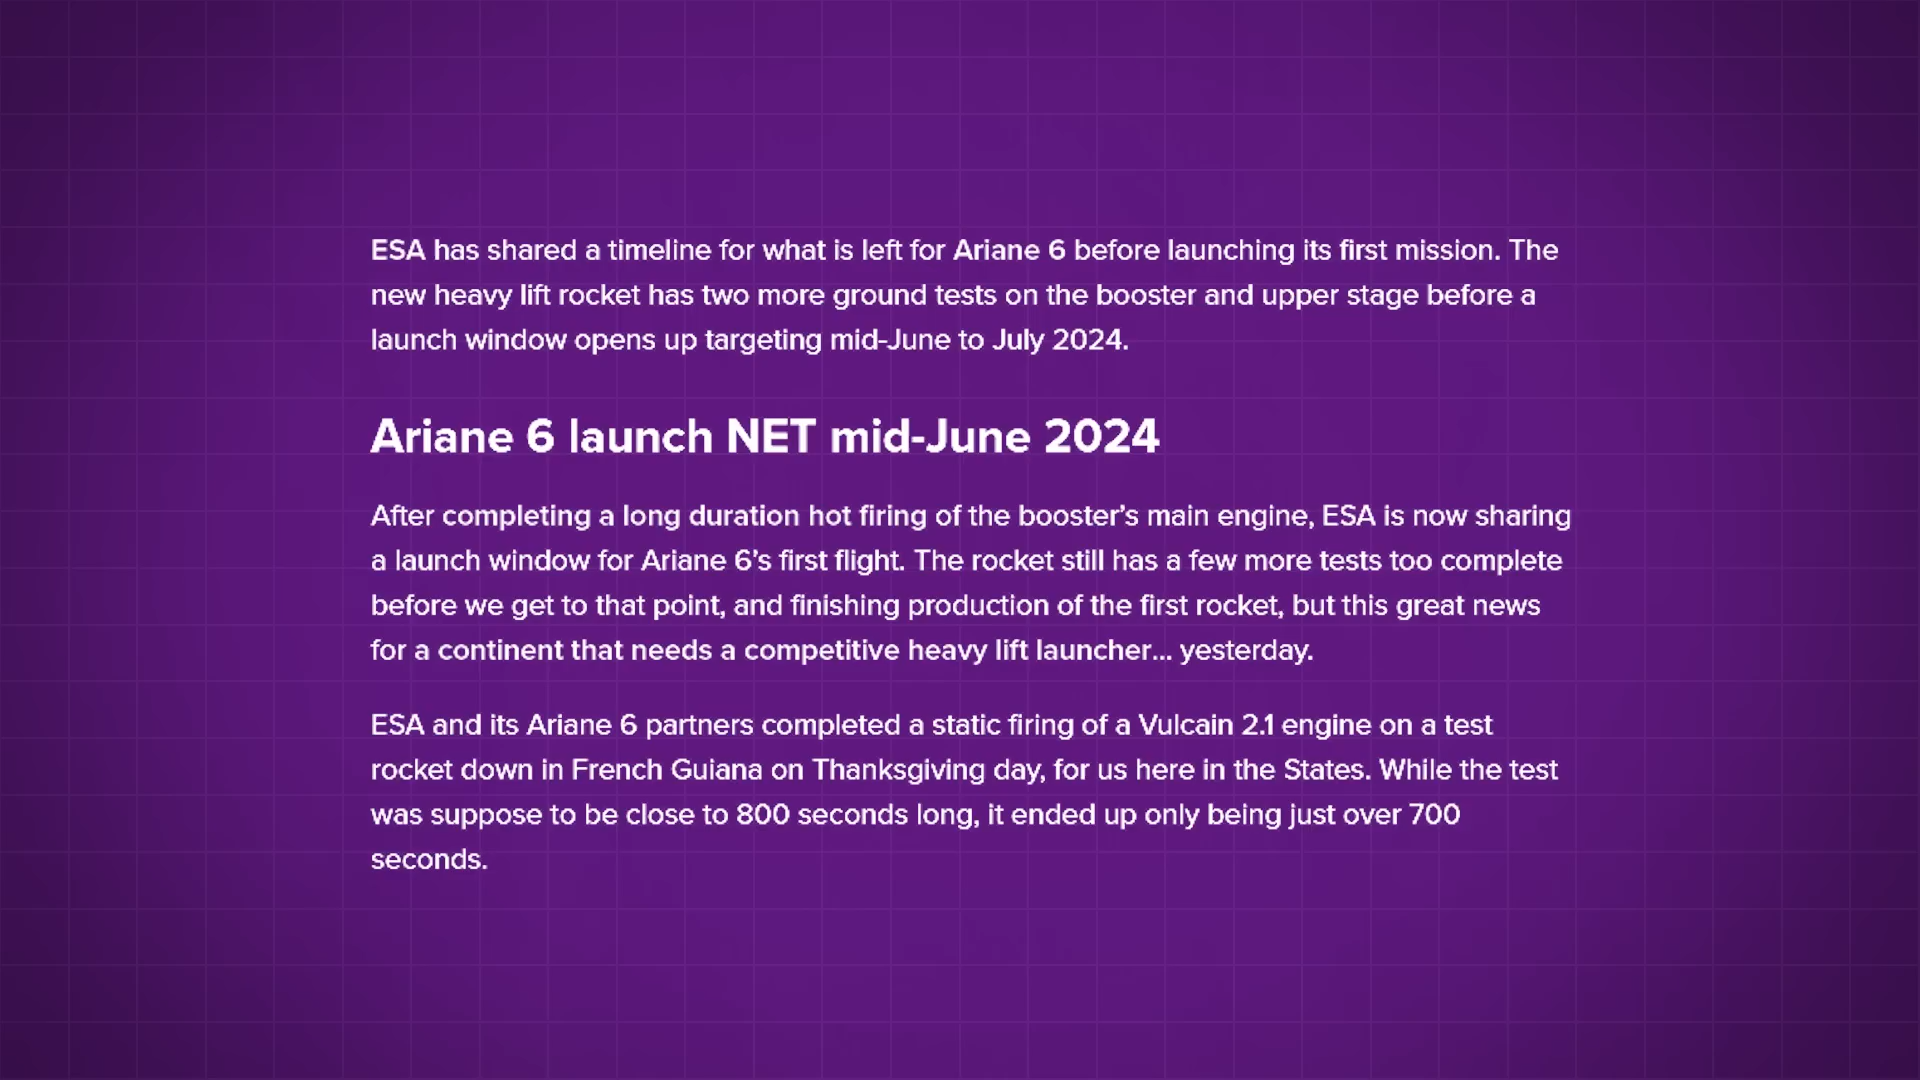 ESA has shared a timeline for what is left for Ariane 6 before launching its first mission. The
new heavy lift rocket has two more ground tests on the booster and upper stage before a
launch window opens up targeting mid-June to July 2024.
Ariane 6 launch NET mid-June 2024
After completing a long duration hot firing of the booster’s main engine, ESA is now sharing
a launch window for Ariane 6’s first flight. The rocket still has a few more tests too complete
before we get to that point, and finishing production of the first rocket, but this great news
for a continent that needs a competitive heavy lift launcher… yesterday.
ESA and its Ariane 6 partners completed a static firing of a Vulcain 2.1 engine on a test
rocket down in French Guiana on Thanksgiving day, for us here in the States. While the test
was suppose to be close to 800 seconds long, it ended up only being just over 700
seconds.